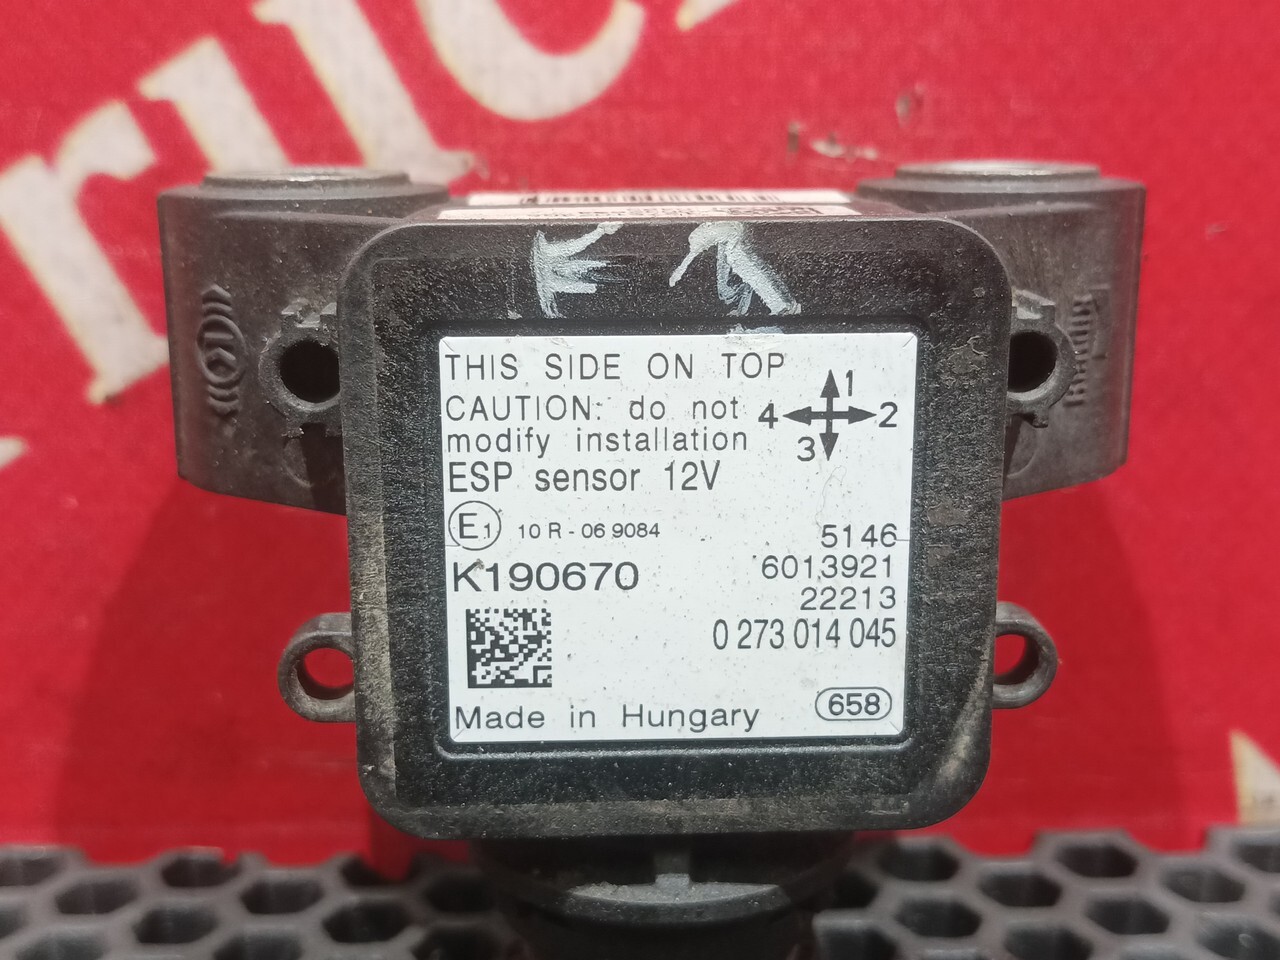 THIS SIDE ON TOP
CAUTION: do not
modify installation
4 1 2 3
ESP sensor 12V
E1 10 R - 06 9084
5146
K190670
6013921
22213
0 273 014 045
Made in Hungary
658